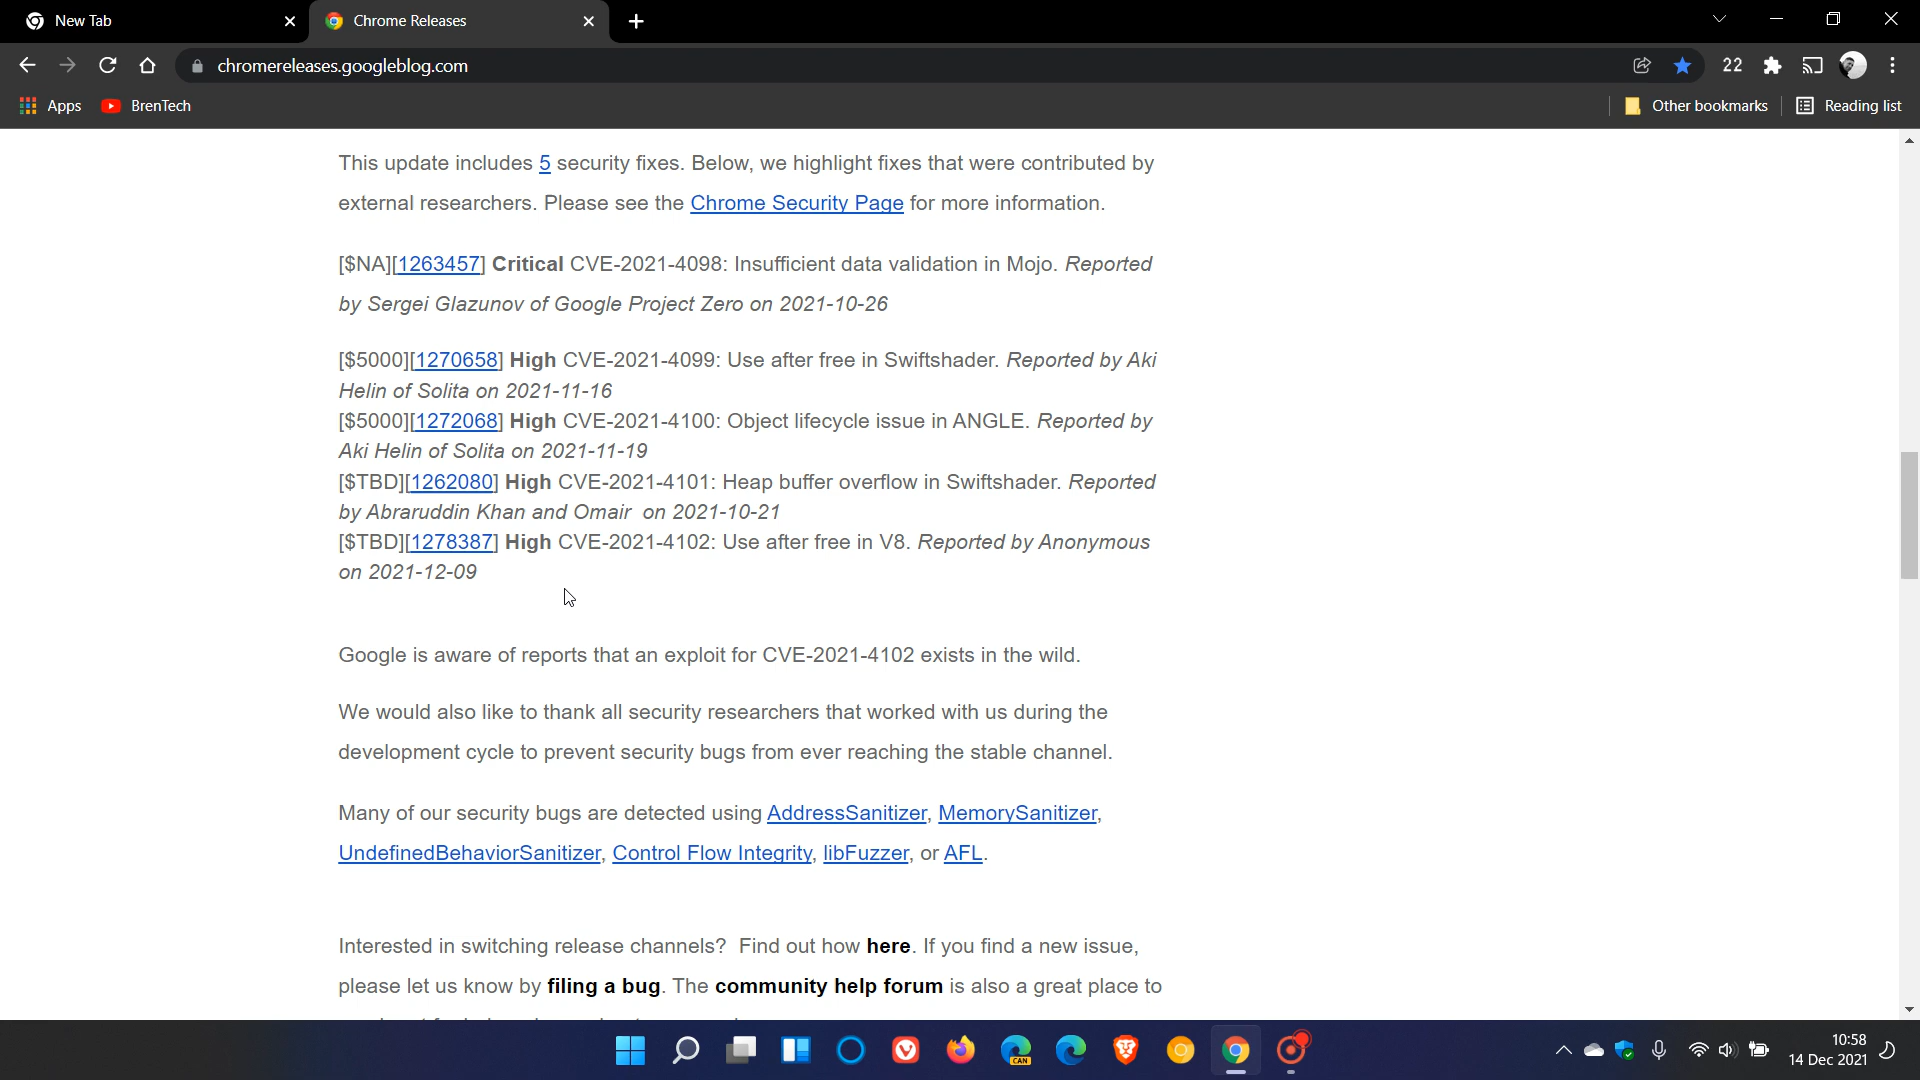 New Tab
Chrome Releases
chromereleases.googleblog.com
22
Apps
BrenTech
Other bookmarks
Reading list
This update includes 5 security fixes. Below, we highlight fixes that were contributed by
external researchers. Please see the Chrome Security Page for more information.
[$NA][1263457] Critical CVE-2021-4098: Insufficient data validation in Mojo. Reported
by Sergei Glazunov of Google Project Zero on 2021-10-26
[$5000][1270658] High CVE-2021-4099: Use after free in Swiftshader. Reported by Aki
Helin of Solita on 2021-11-16
[$5000][1272068] High CVE-2021-4100: Object lifecycle issue in ANGLE. Reported by
Aki Helin of Solita on 2021-11-19
[$TBD][1262080] High CVE-2021-4101: Heap buffer overflow in Swiftshader. Reported
by Abraruddin Khan and Omair on 2021-10-21
[$TBD][1278387] High CVE-2021-4102: Use after free in V8. Reported by Anonymous
on 2021-12-09
Google is aware of reports that an exploit for CVE-2021-4102 exists in the wild.
We would also like to thank all security researchers that worked with us during the
development cycle to prevent security bugs from ever reaching the stable channel.
Many of our security bugs are detected using AddressSanitizer, MemorySanitizer,
UndefinedBehaviorSanitizer, Control Flow Integrity, libFuzzer, or AFL.
Interested in switching release channels? Find out how here. If you find a new issue,
please let us know by filing a bug. The community help forum is also a great place to
CAN
10:58
14 Dec 2021